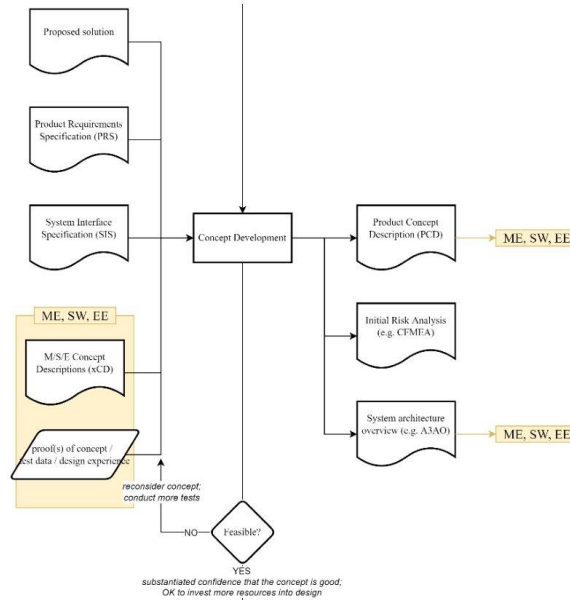 Proposed solution
Product Requirements
Specification (PRS)
System Interface
Specification (SIS)
Concept Development
Product Concept
Description (PCD)
ME, SW, EE
ME, SW, EE
M/S/E Concept
Descriptions (xCD)
Initial Risk Analysis
(e.g. CFMEA)
System architecture
overview (e.g. A3AO)
ME, SW, EE
proof(s) of concept /
test data / design experience
reconsider concept;
conduct more tests
NO
Feasible?
YES
substantiated confidence that the concept is good;
OK to invest more resources into design